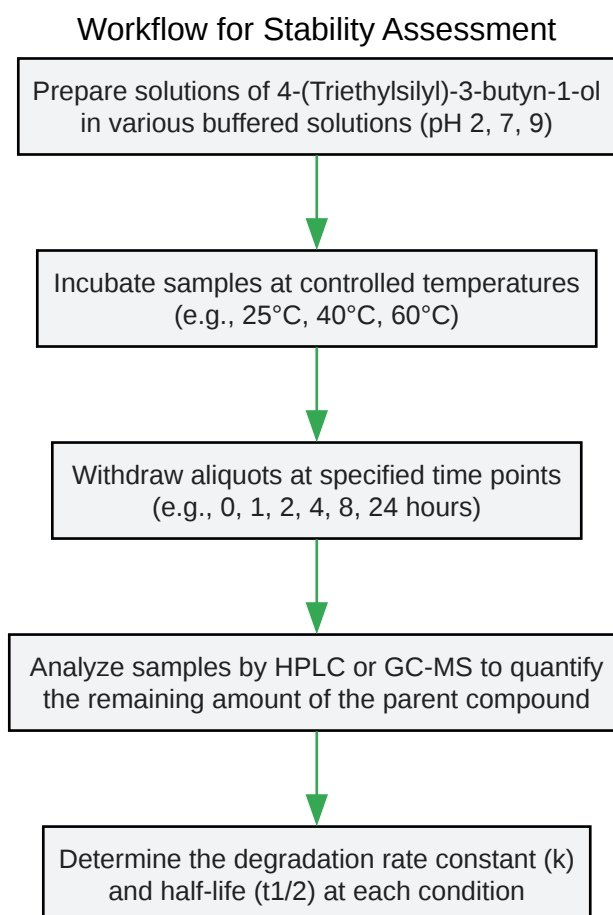 Workflow for Stability Assessment
Prepare solutions of 4-(Triethylsilyl)-3-butyn-1-ol
in various buffered solutions (pH 2, 7, 9)
Incubate samples at controlled temperatures
(e.g., 25°C, 40°C, 60°C)
Withdraw aliquots at specified time points
(e.g., 0, 1, 2, 4, 8, 24 hours)
Analyze samples by HPLC or GC-MS to quantify
the remaining amount of the parent compound
Determine the degradation rate constant (k)
and half-life (t1/2) at each condition